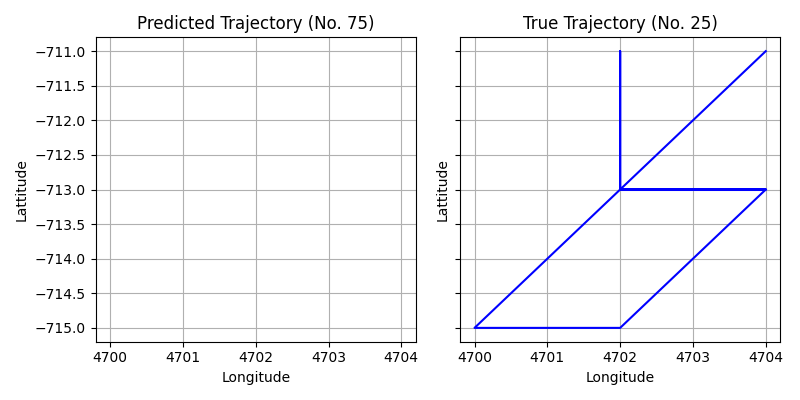 Predicted Trajectory (No. 75)
−711.0
−711.5
−712.0
−712.5
−713.0
−713.5
−714.0
−714.5
−715.0
Lattitude
4700 4701 4702 4703 4704
Longitude
True Trajectory (No. 25)
Lattitude
4700 4701 4702 4703 4704
Longitude